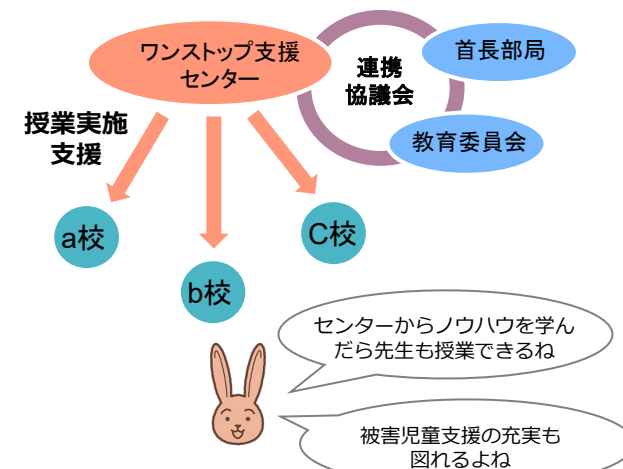 ワンストップ支援
センター
連携
協議会
首長部局
教育委員会
授業実施
支援
a校
b校
C校
センターからノウハウを学ん
だら先生も授業できるね
被害児童支援の充実も
図れるよね